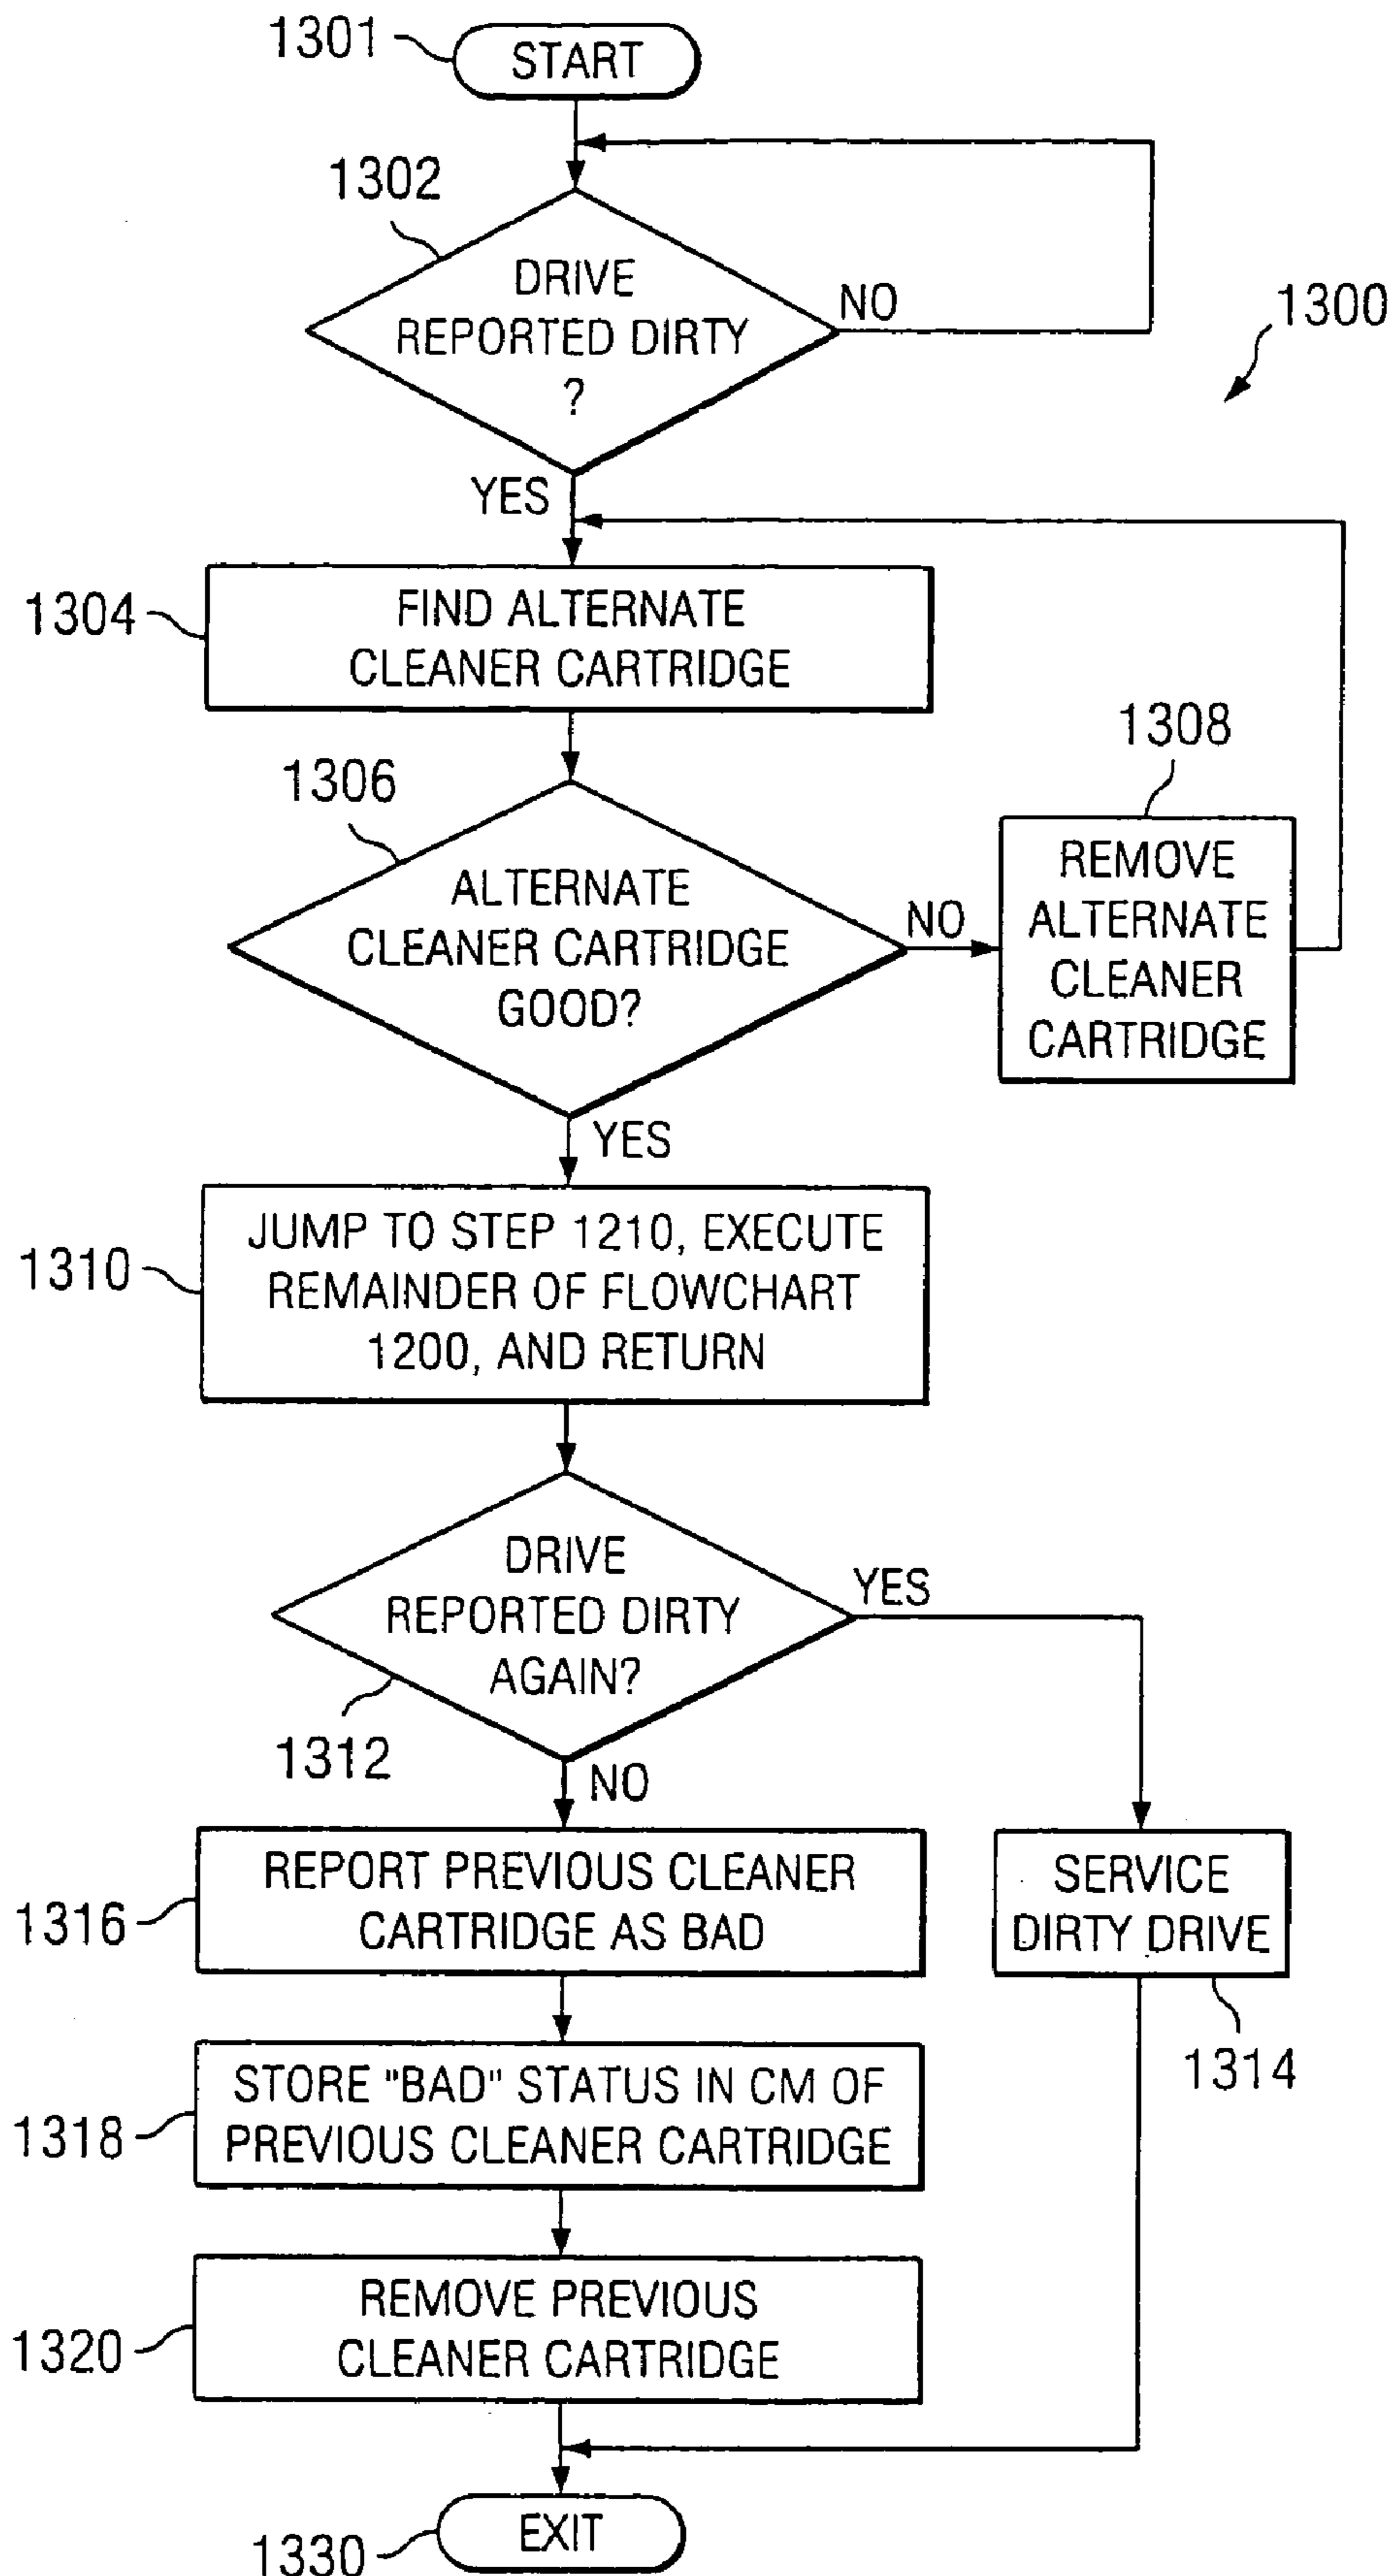 1301
START
1302
DRIVE
REPORTED DIRTY
?
NO
1300
YES
1304
FIND ALTERNATE
CLEANER CARTRIDGE
1306
ALTERNATE
CLEANER CARTRIDGE
GOOD?
NO
1308
REMOVE
ALTERNATE
CLEANER
CARTRIDGE
YES
1310
JUMP TO STEP 1210, EXECUTE
REMAINDER OF FLOWCHART
1200, AND RETURN
DRIVE
REPORTED DIRTY
AGAIN?
YES
1312
NO
1316
REPORT PREVIOUS CLEANER
CARTRIDGE AS BAD
SERVICE
DIRTY DRIVE
1314
1318
STORE "BAD" STATUS IN CM OF
PREVIOUS CLEANER CARTRIDGE
1320
REMOVE PREVIOUS
CLEANER CARTRIDGE
1330
EXIT